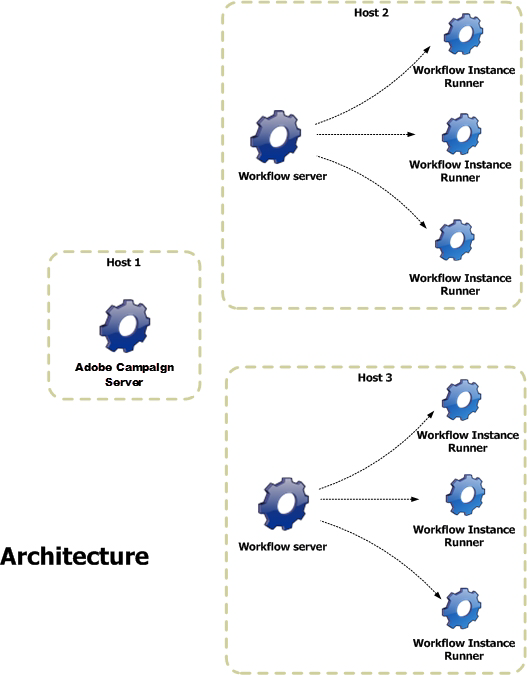 Host 2
Workflow Instance
Runner
Workflow server
Workflow Instance
Runner
Workflow Instance
Runner
Host 1
Adobe Campaign
Server
Host 3
Workflow Instance
Runner
Workflow server
Workflow Instance
Runner
Workflow Instance
Runner
Architecture